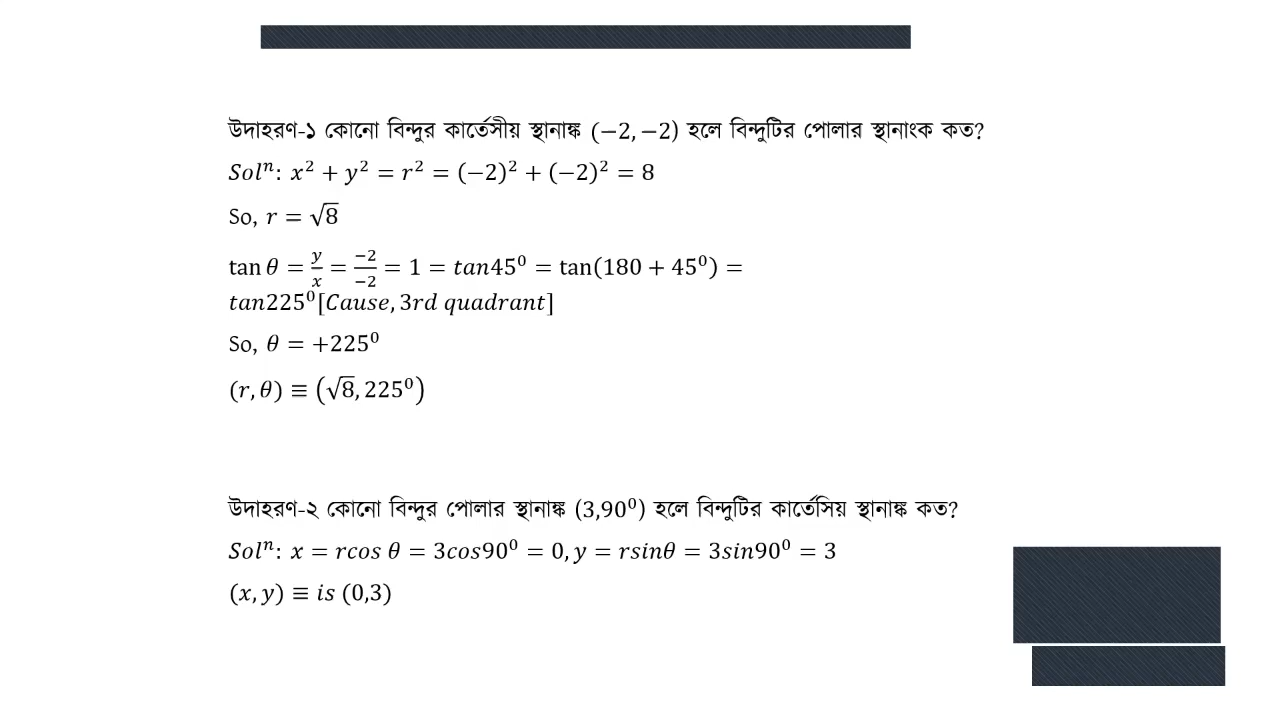 উদাহরণ-১ কোনো বিন্দুর কার্তেসীয় স্থানাঙ্ক (−2, −2) হলে বিন্দুটির পোলার স্থানাংক কত?
Solⁿ: x² + y² = r² = (−2)² + (−2)² = 8
So, r = √8
tan θ = y/x = −2/−2 = 1 = tan45⁰ = tan(180 + 45⁰) =
tan225⁰[Cause, 3rd quadrant]
So, θ = +225⁰
(r, θ) ≡ (√8, 225⁰)
উদাহরণ-২ কোনো বিন্দুর পোলার স্থানাঙ্ক (3,90⁰) হলে বিন্দুটির কার্তেসিয় স্থানাঙ্ক কত?
Solⁿ: x = rcos θ = 3cos90⁰ = 0, y = rsinθ = 3sin90⁰ = 3
(x, y) ≡ is (0,3)